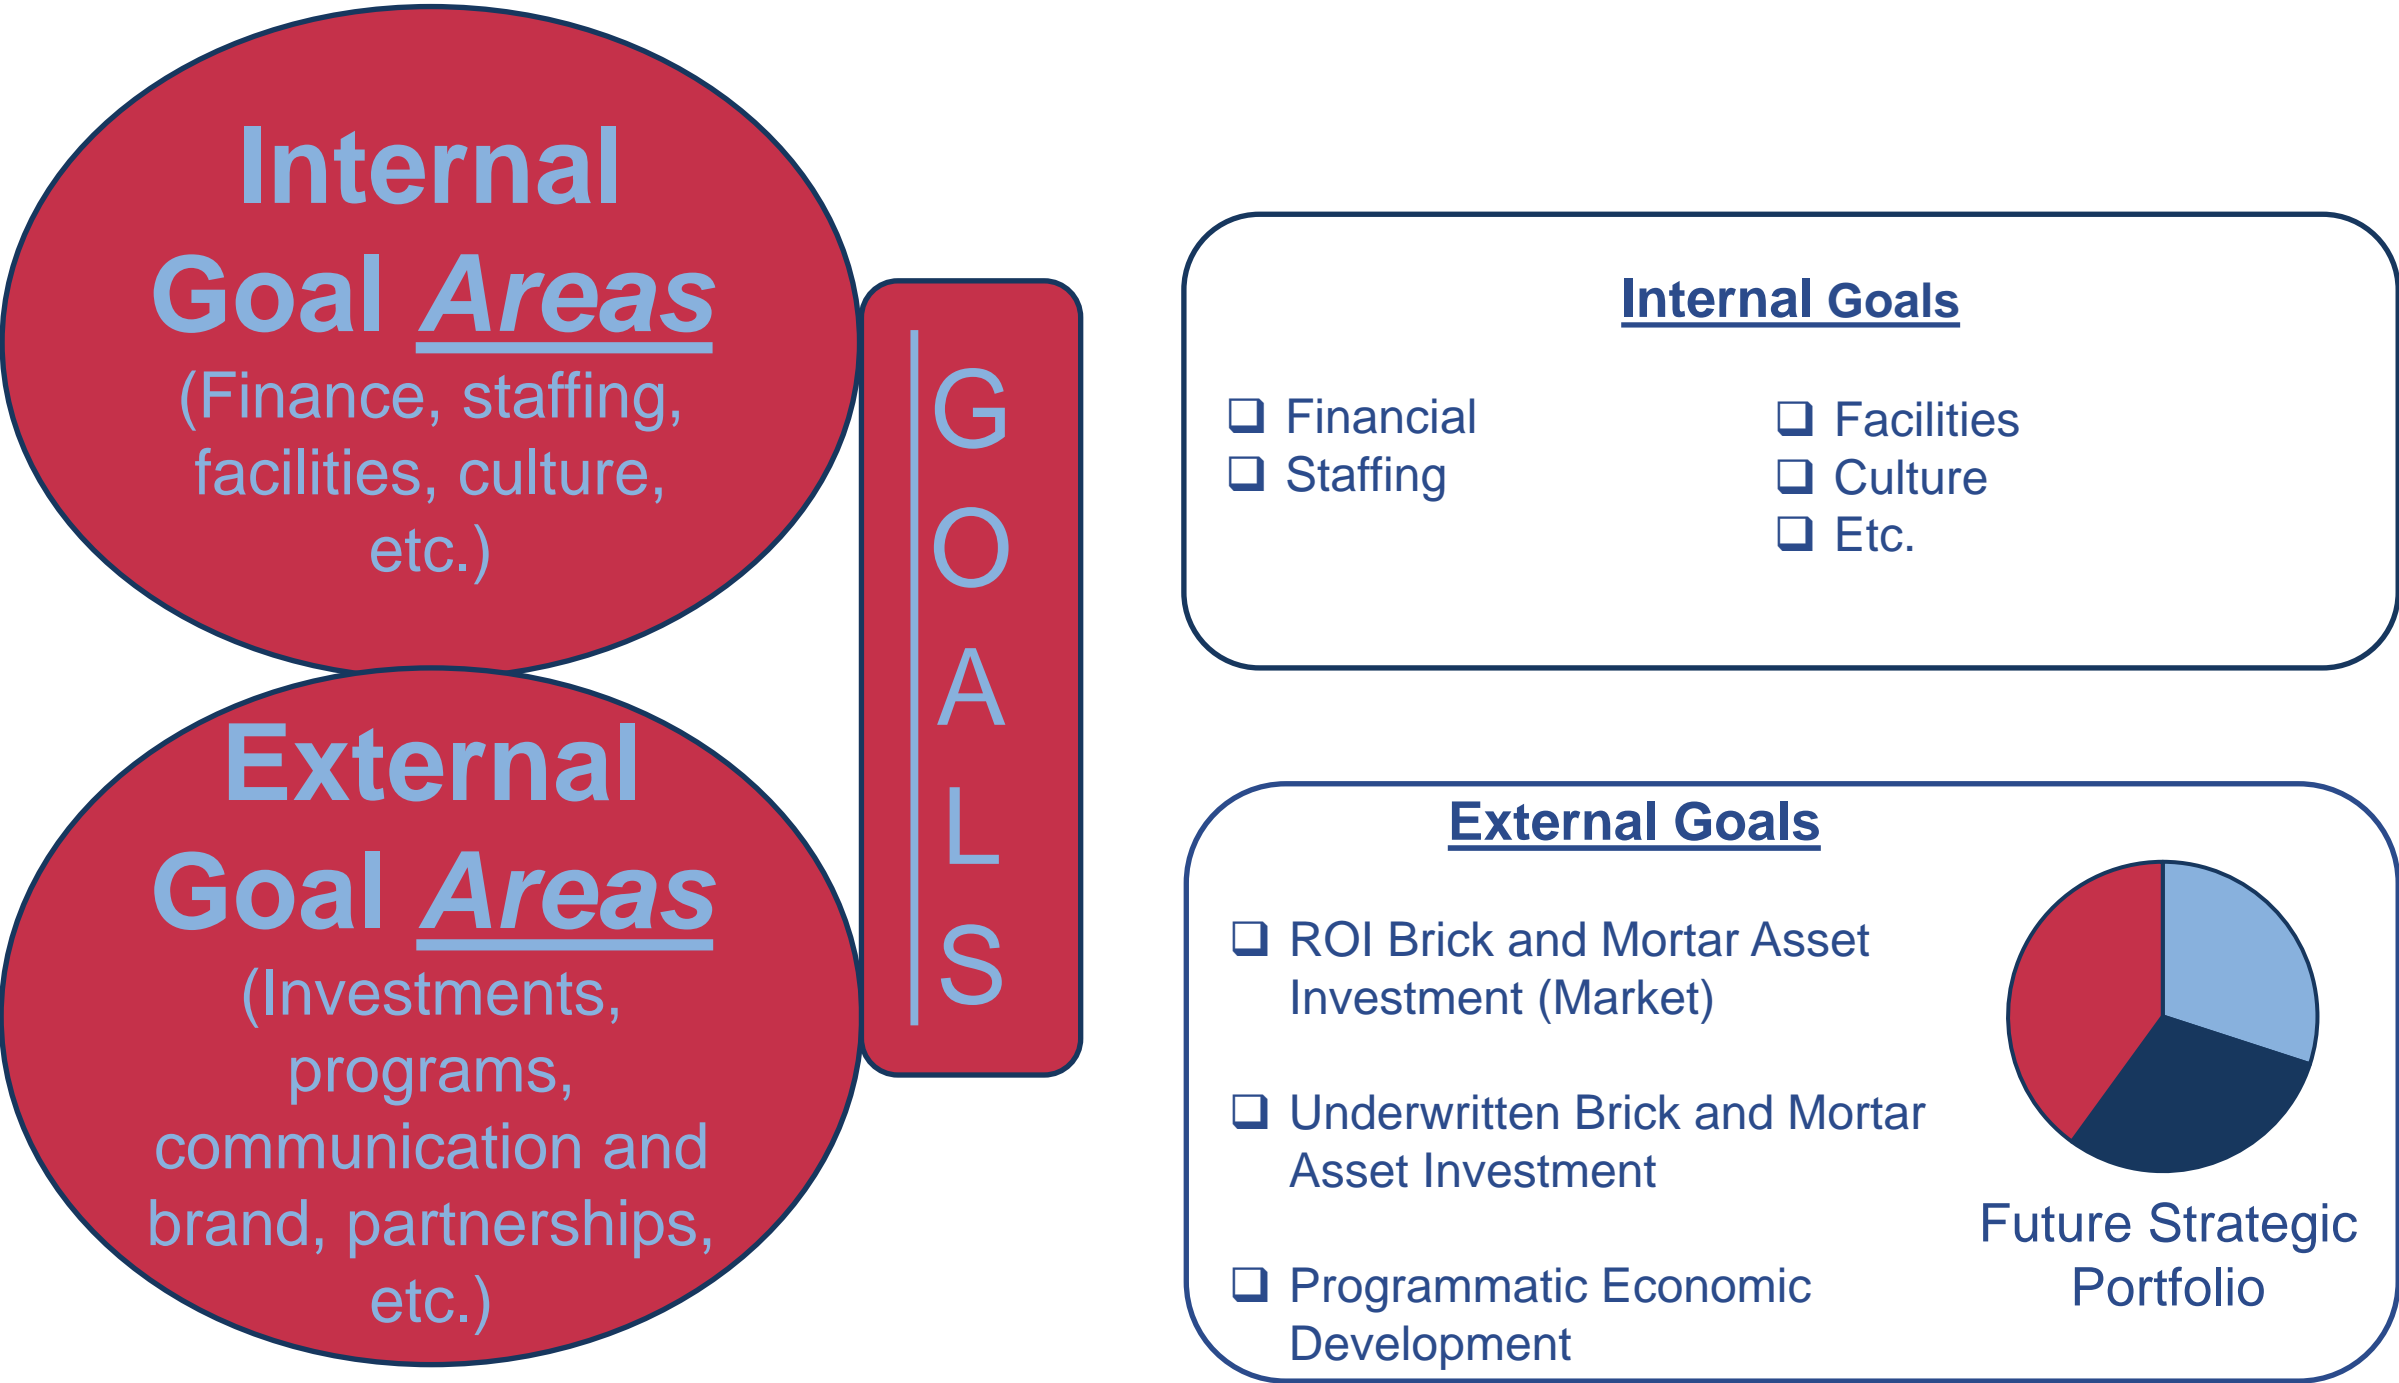 Internal
Goal Areas
(Finance, staffing,
facilities, culture,
etc.)
External
Goal Areas
(Investments,
programs,
communication and
brand, partnerships,
etc.)
G
O
A
L
S
Internal Goals
Financial
Staffing
Facilities
Culture
Etc.
External Goals
ROI Brick and Mortar Asset
Investment (Market)
Underwritten Brick and Mortar
Asset Investment
Programmatic Economic
Development
Future Strategic
Portfolio